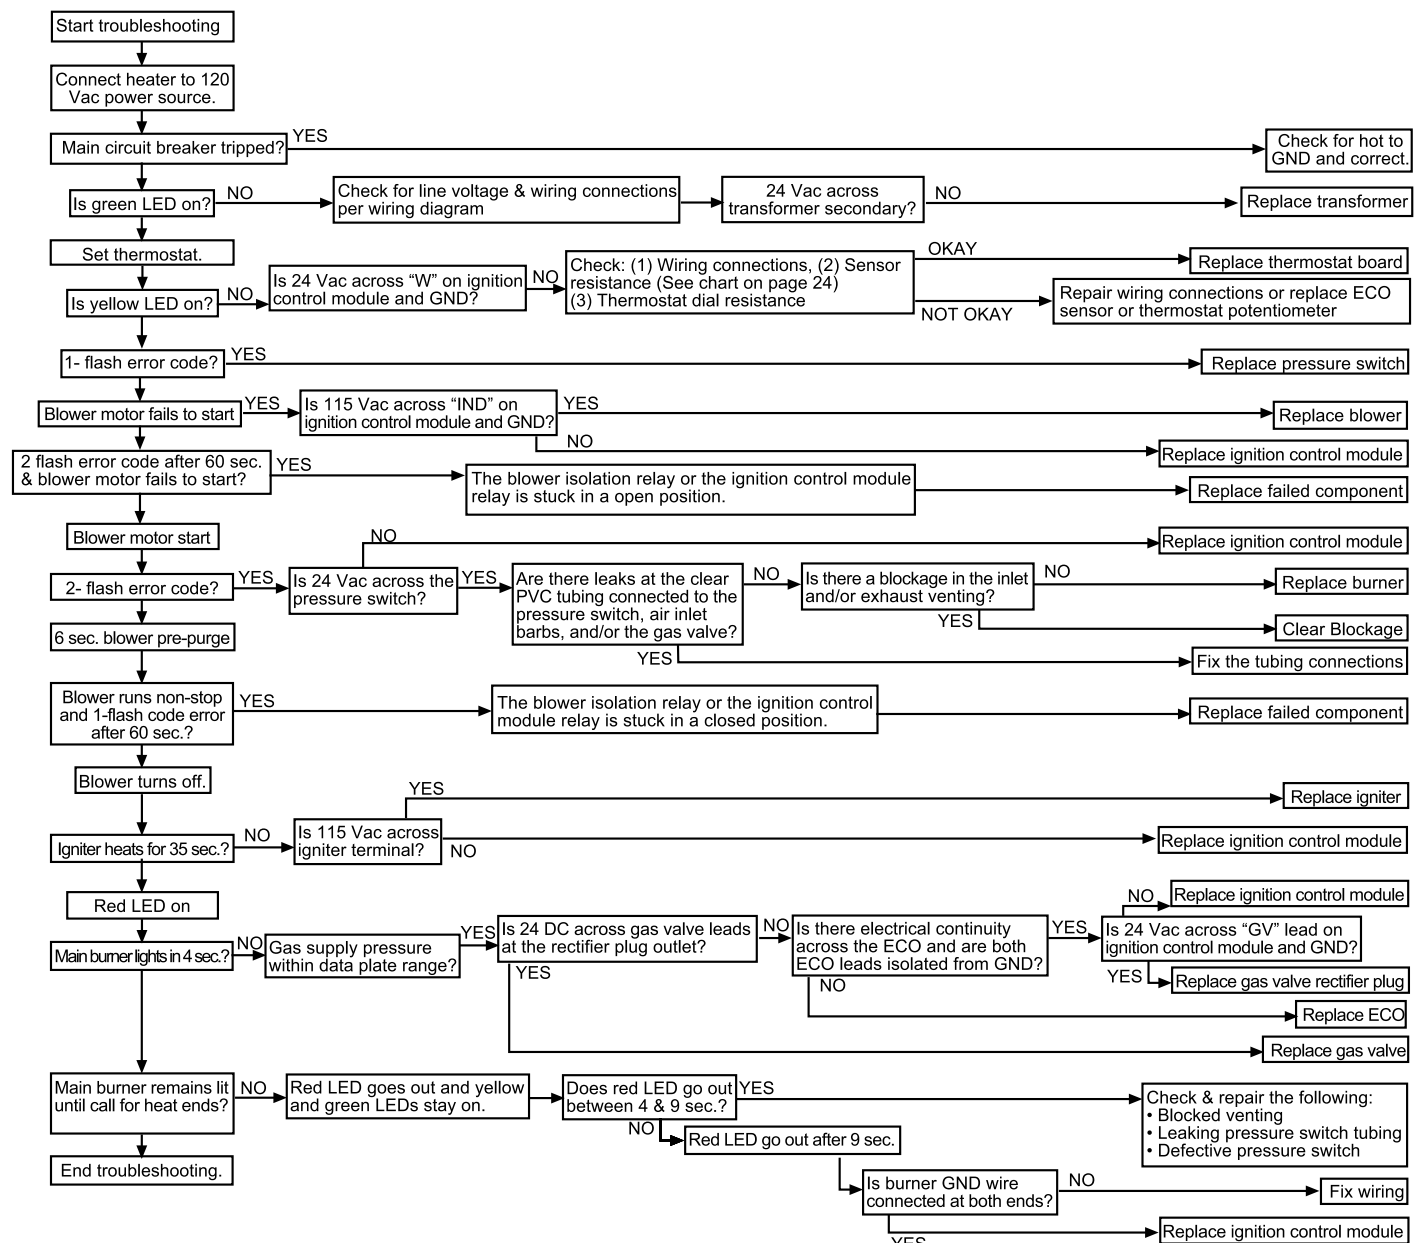 Start troubleshooting
Connect heater to 120
Vac power source.
Main circuit breaker tripped?
YES
Check for hot to
GND and correct.
Is green LED on?
NO
Check for line voltage & wiring connections
per wiring diagram
24 Vac across
transformer secondary?
NO
Replace transformer
Set thermostat.
Is yellow LED on?
NO
Is 24 Vac across “W” on ignition
control module and GND?
NO
Check: (1) Wiring connections, (2) Sensor
resistance (See chart on page 24)
(3) Thermostat dial resistance
OKAY
Replace thermostat board
NOT OKAY
Repair wiring connections or replace ECO
sensor or thermostat potentiometer
1- flash error code?
YES
Replace pressure switch
Blower motor fails to start
YES
Is 115 Vac across “IND” on
ignition control module and GND?
YES
Replace blower
NO
Replace ignition control module
2 flash error code after 60 sec.
& blower motor fails to start?
YES
The blower isolation relay or the ignition control module
relay is stuck in a open position.
Replace failed component
Blower motor start
NO
Replace ignition control module
2- flash error code?
YES
Is 24 Vac across the
pressure switch?
YES
Are there leaks at the clear
PVC tubing connected to the
pressure switch, air inlet
barbs, and/or the gas valve?
NO
Is there a blockage in the inlet
and/or exhaust venting?
NO
Replace burner
YES
Clear Blockage
YES
Fix the tubing connections
6 sec. blower pre-purge
Blower runs non-stop
and 1-flash code error
after 60 sec.?
YES
The blower isolation relay or the ignition control
module relay is stuck in a closed position.
Replace failed component
Blower turns off.
YES
Replace igniter
Igniter heats for 35 sec.?
NO
Is 115 Vac across
igniter terminal?
NO
Replace ignition control module
Red LED on
Main burner lights in 4 sec.?
NO
Gas supply pressure
within data plate range?
YES
Is 24 DC across gas valve leads
at the rectifier plug outlet?
NO
Is there electrical continuity
across the ECO and are both
ECO leads isolated from GND?
YES
Is 24 Vac across “GV” lead on
ignition control module and GND?
NO
Replace ignition control module
YES
Replace gas valve rectifier plug
NO
Replace ECO
YES
Replace gas valve
Main burner remains lit
until call for heat ends?
NO
Red LED goes out and yellow
and green LEDs stay on.
Does red LED go out
between 4 & 9 sec.?
YES
Check & repair the following:
• Blocked venting
• Leaking pressure switch tubing
• Defective pressure switch
NO
Red LED go out after 9 sec.
End troubleshooting.
Is burner GND wire
connected at both ends?
NO
Fix wiring
YES
Replace ignition control module